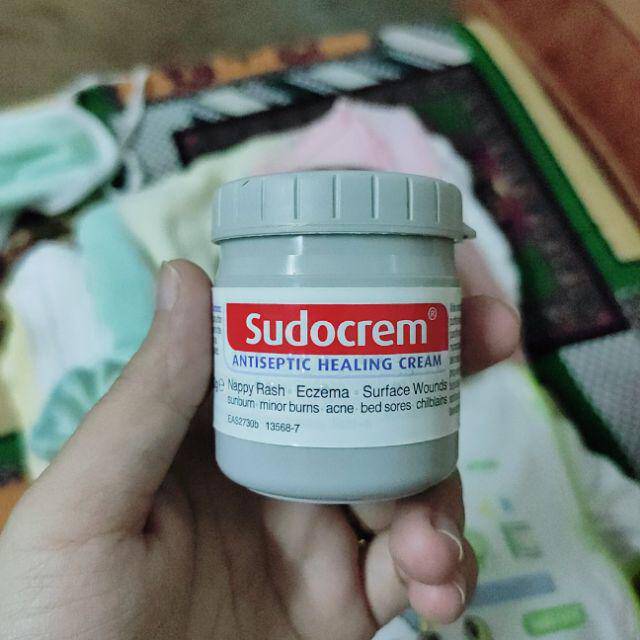 Sudocrem®
ANTISEPTIC HEALING CREAM
Nappy Rash · Eczema · Surface Wounds
sunburn · minor burns · acne · bed sores · chilblains
EAS2730b 13568-7